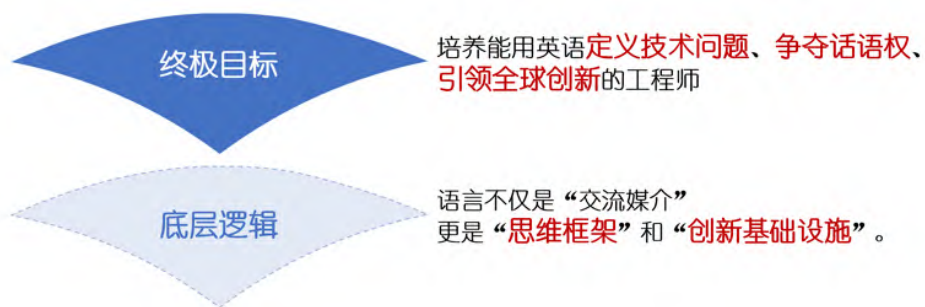 终极目标
培养能用英语定义技术问题、争夺话语权、
引领全球创新的工程师
底层逻辑
语言不仅是“交流媒介”
更是“思维框架”和“创新基础设施”。